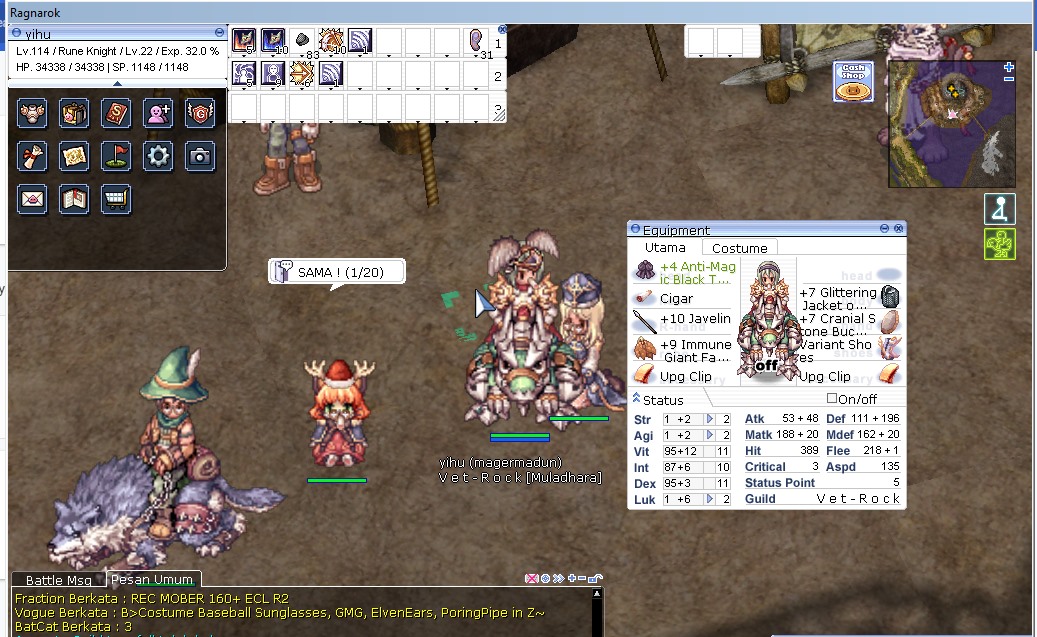 Ragnarok
yihu
Lv.114 / Rune Knight / Lv.22 / Exp. 32.0 %
HP. 34338 / 34338 | SP. 1148 / 1148
5 10 83 10 1 31 1
5 9 6 1 2
Cash Shop
SAMA ! (1/20)
Equipment
Utama Costume
+4 Anti-Mag
ic Black T...
Cigar
+10 Javelin
+9 Immune
Giant Fa...
Upg Clip
head
+7 Glittering
Jacket o...
+7 Cranial S
tone Buc...
Variant Sho
es
shoes
Upg Clip
off
Status
On/off
Str 1 +2 2 Atk 53 + 48 Def 111 + 196
Agi 1 +2 2 Matk 188 + 20 Mdef 162 + 20
Vit 95+12 11 Hit 389 Flee 218 + 1
Int 87+6 10 Critical 3 Aspd 135
Dex 95+3 11 Status Point 5
Luk 1 +6 2 Guild V e t - R o c k
yihu (magermadun)
V e t - R o c k [Muladhara]
Battle Msg Pesan Umum
Fraction Berkata : REC MOBER 160+ ECL R2
Vogue Berkata : B>Costume Baseball Sunglasses, GMG, ElvenEars, PoringPipe in Z~
BatCat Berkata : 3